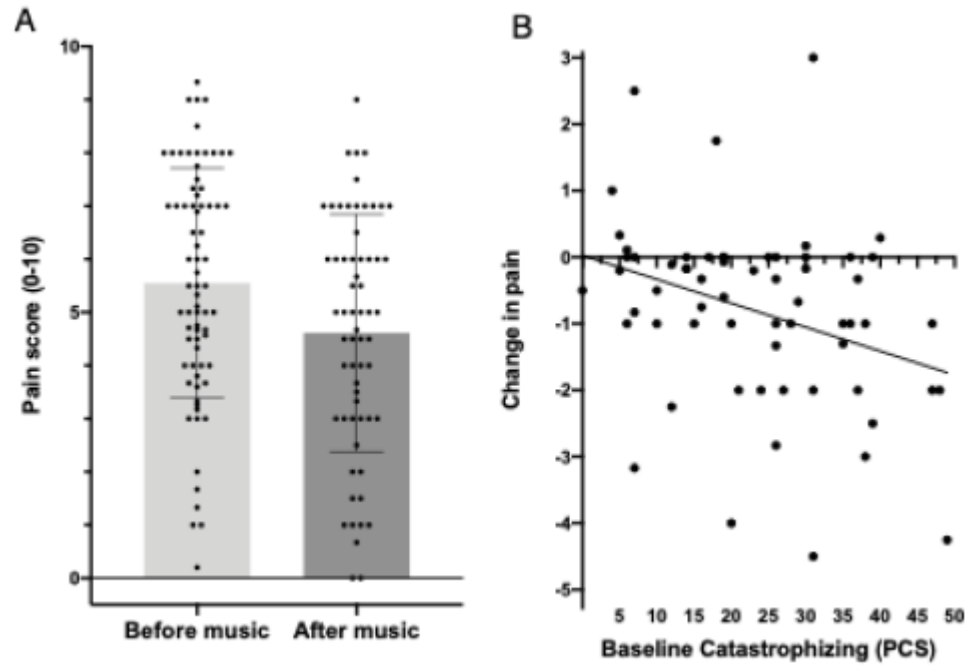 A
B
10
5
0
Pain score (0-10)
Before music
After music
3
2
1
0
-1
-2
-3
-4
-5
Change in pain
5 10 15 20 25 30 35 40 45 50
Baseline Catastrophizing (PCS)